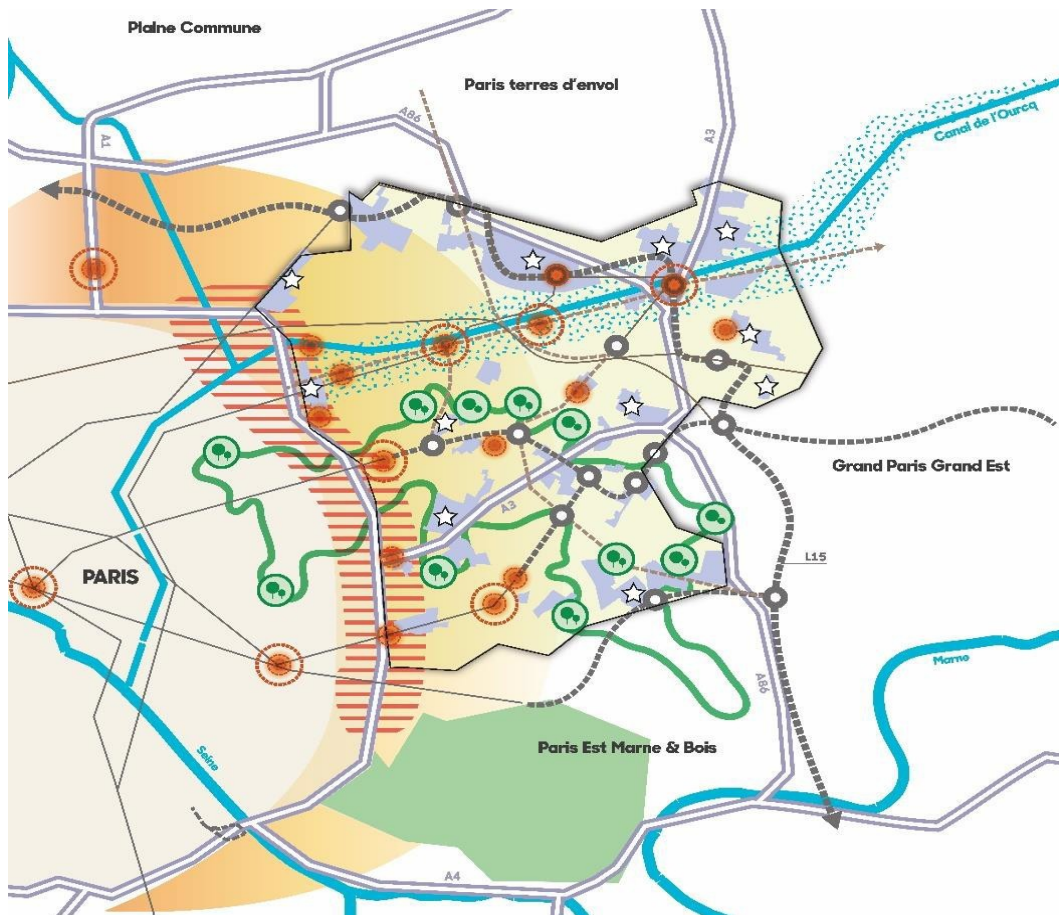 Plaine Commune
Paris terres d'envol
A86
A1
A3
Canal de l'Ourcq
Grand Paris Grand Est
A3
L15
PARIS
Marne
A86
Paris Est Marne & Bois
Seine
A4